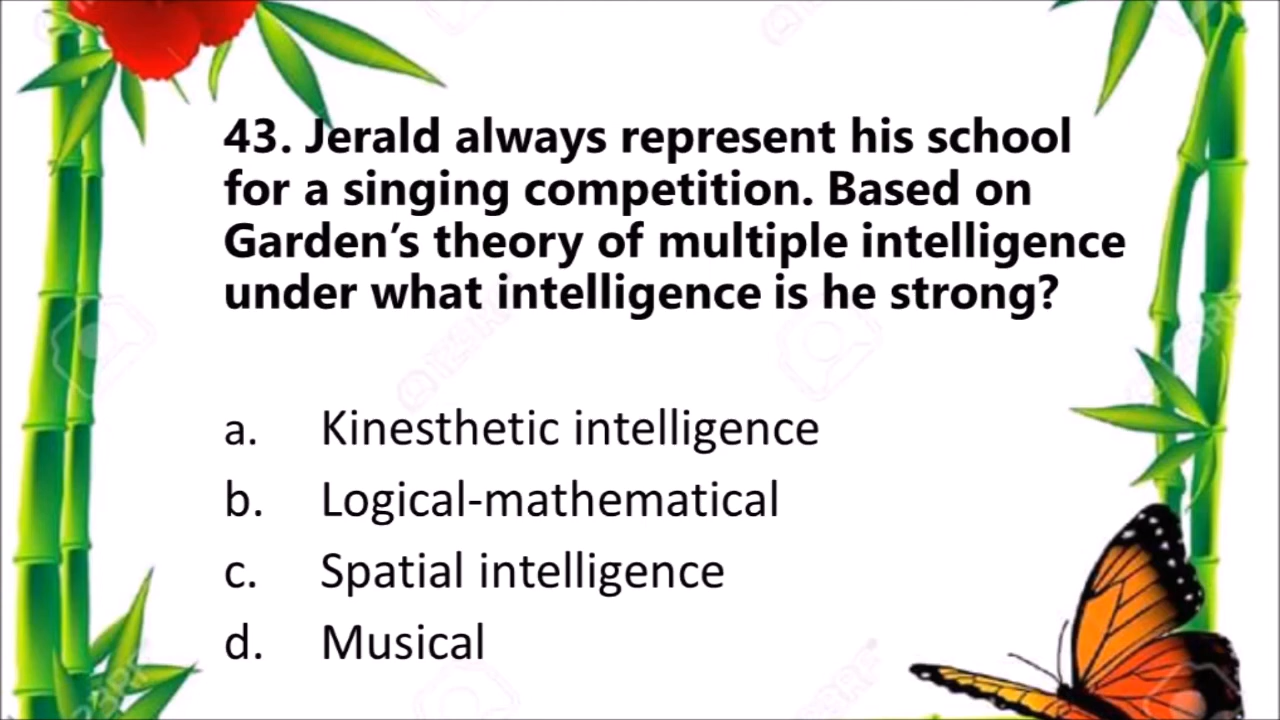 43. Jerald always represent his school
for a singing competition. Based on
Garden’s theory of multiple intelligence
under what intelligence is he strong?
a. Kinesthetic intelligence
b. Logical-mathematical
c. Spatial intelligence
d. Musical